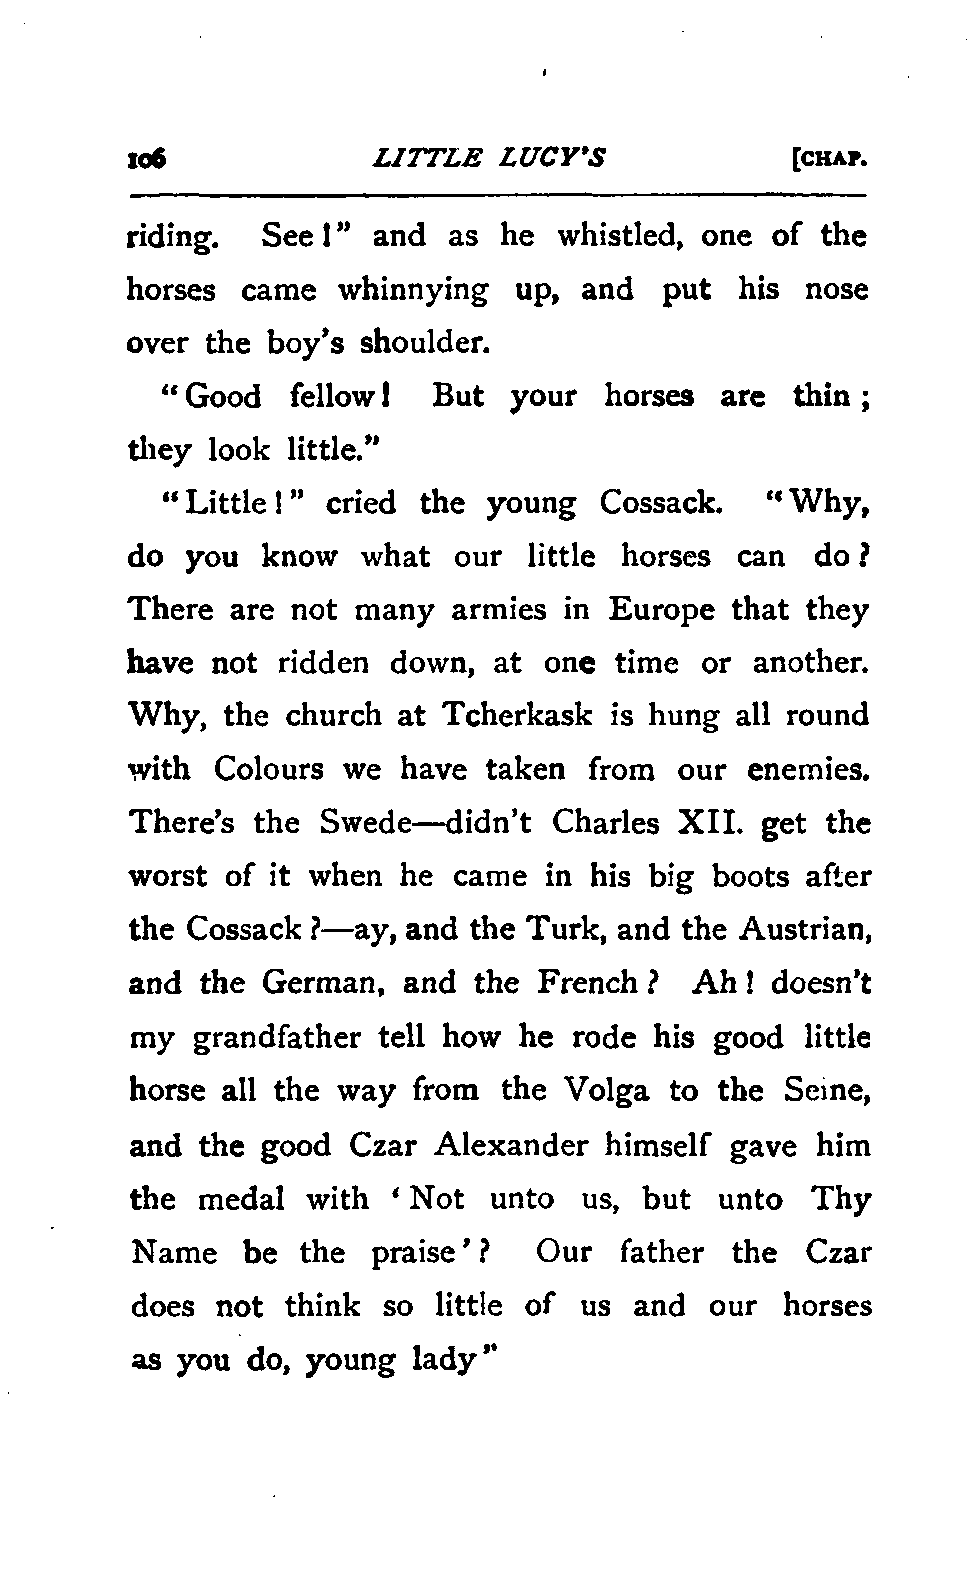 106 LITTLE LUCY'S [CHAP.
riding. See!" and as he whistled, one of the
horses came whinnying up, and put his nose
over the boy's shoulder.
"Good fellow! But your horses are thin;
they look little."
"Little!" cried the young Cossack. "Why,
do you know what our little horses can do?
There are not many armies in Europe that they
have not ridden down, at one time or another.
Why, the church at Tcherkask is hung all round
with Colours we have taken from our enemies.
There's the Swede—didn't Charles XII. get the
worst of it when he came in his big boots after
the Cossack?—ay, and the Turk, and the Austrian,
and the German, and the French? Ah! doesn't
my grandfather tell how he rode his good little
horse all the way from the Volga to the Seine,
and the good Czar Alexander himself gave him
the medal with 'Not unto us, but unto Thy
Name be the praise'? Our father the Czar
does not think so little of us and our horses
as you do, young lady"